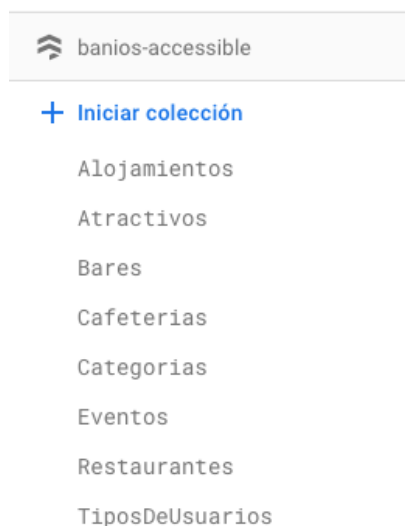 banios-accessible
Iniciar colección
Alojamientos
Atractivos
Bares
Cafeterias
Categorias
Eventos
Restaurantes
TiposDeUsuarios